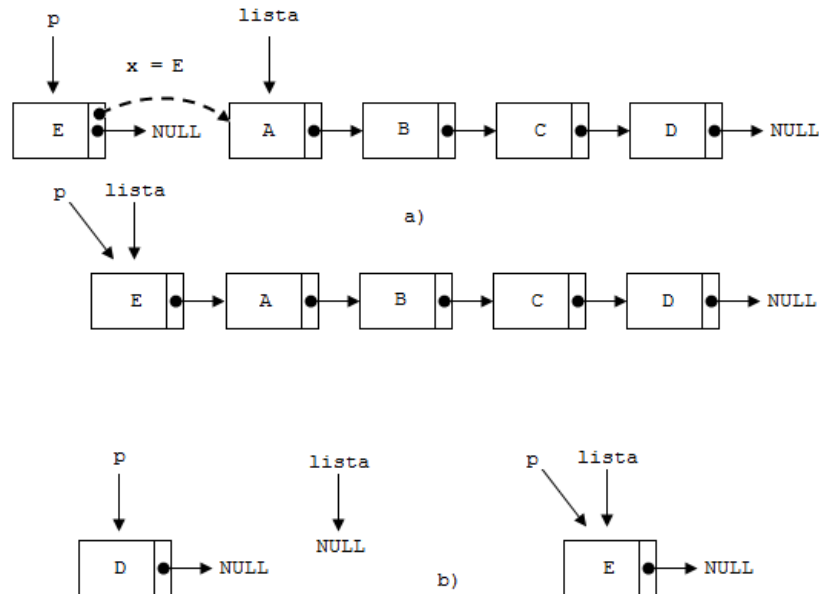 p lista
x = E
E NULL A B C D NULL
p lista
a)
E A B C D NULL
p lista p lista
NULL
D NULL E NULL
b)